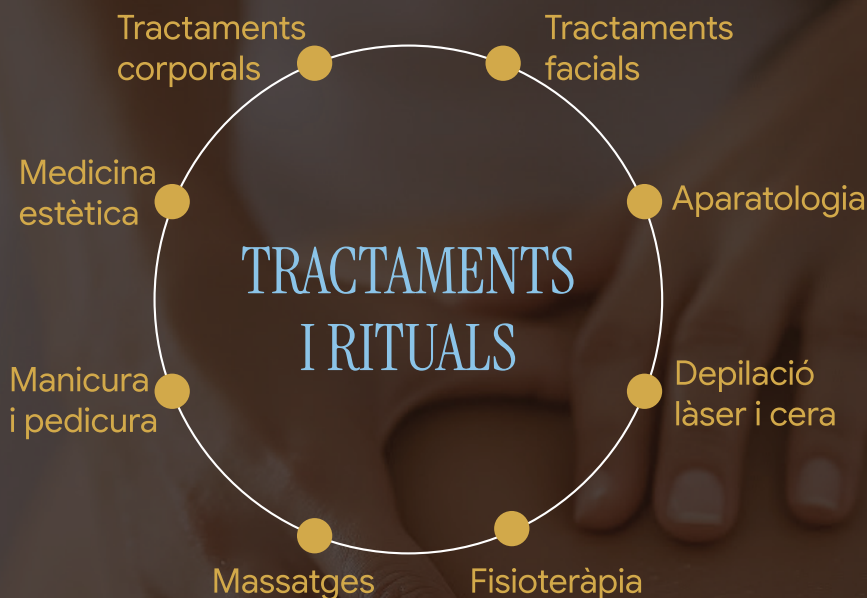 Tractaments
corporals
Tractaments
facials
Medicina
estètica
Aparatologia
TRACTAMENTS
I RITUALS
Manicura
i pedicura
Depilació
làser i cera
Massatges
Fisioteràpia